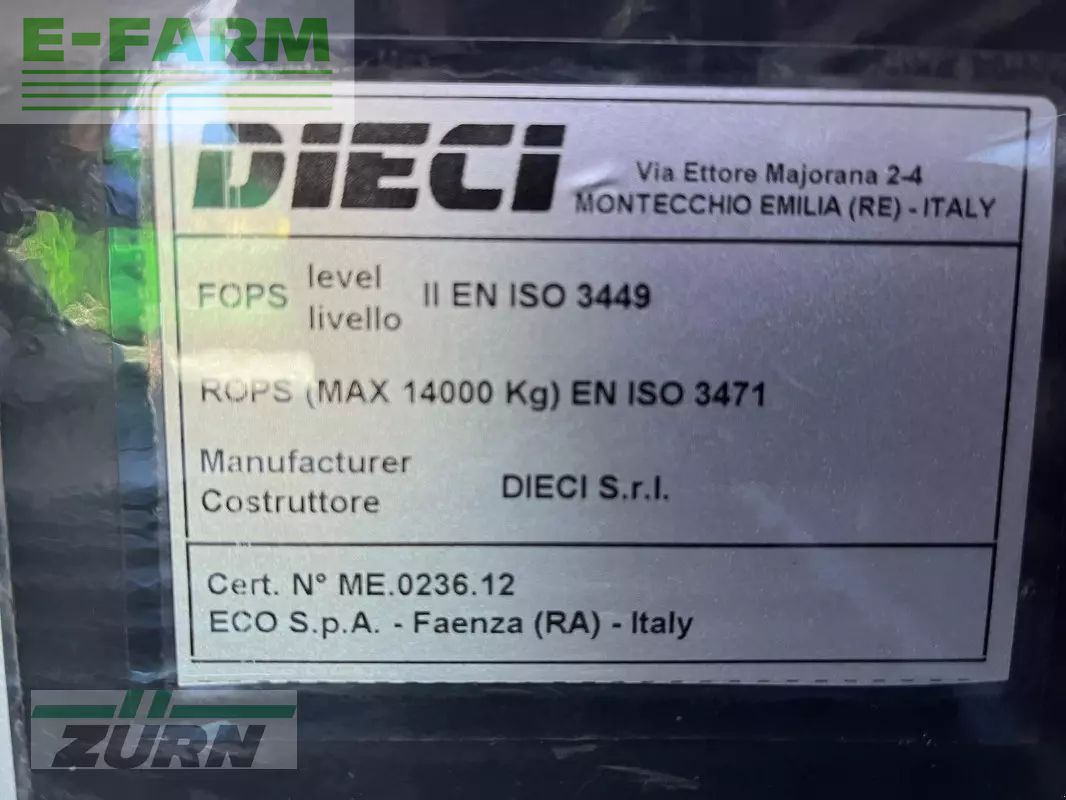 E-FARM
DIECI
Via Ettore Majorana 2-4
MONTECCHIO EMILIA (RE) - ITALY
FOPS level livello II EN ISO 3449
ROPS (MAX 14000 Kg) EN ISO 3471
Manufacturer
Costruttore
DIECI S.r.l.
Cert. N° ME.0236.12
ECO S.p.A. - Faenza (RA) - Italy
ZÜRN